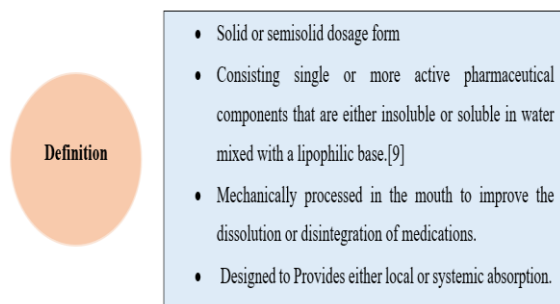 Definition
• Solid or semisolid dosage form
• Consisting single or more active pharmaceutical
components that are either insoluble or soluble in water
mixed with a lipophilic base.[9]
• Mechanically processed in the mouth to improve the
dissolution or disintegration of medications.
• Designed to Provides either local or systemic absorption.